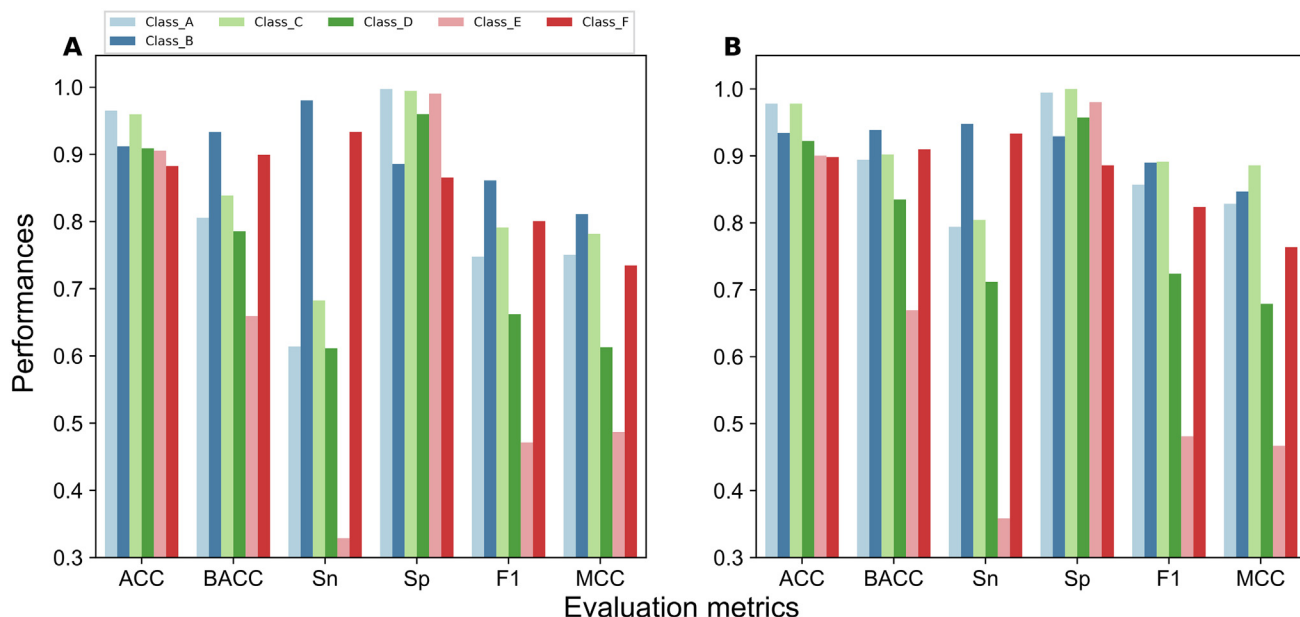 Class_A Class_C Class_D Class_E Class_F
Class_B
A
B
1.0
0.9
0.8
0.7
0.6
0.5
0.4
0.3
Performances
ACC BACC Sn Sp F1 MCC
1.0
0.9
0.8
0.7
0.6
0.5
0.4
0.3
ACC BACC Sn Sp F1 MCC
Evaluation metrics